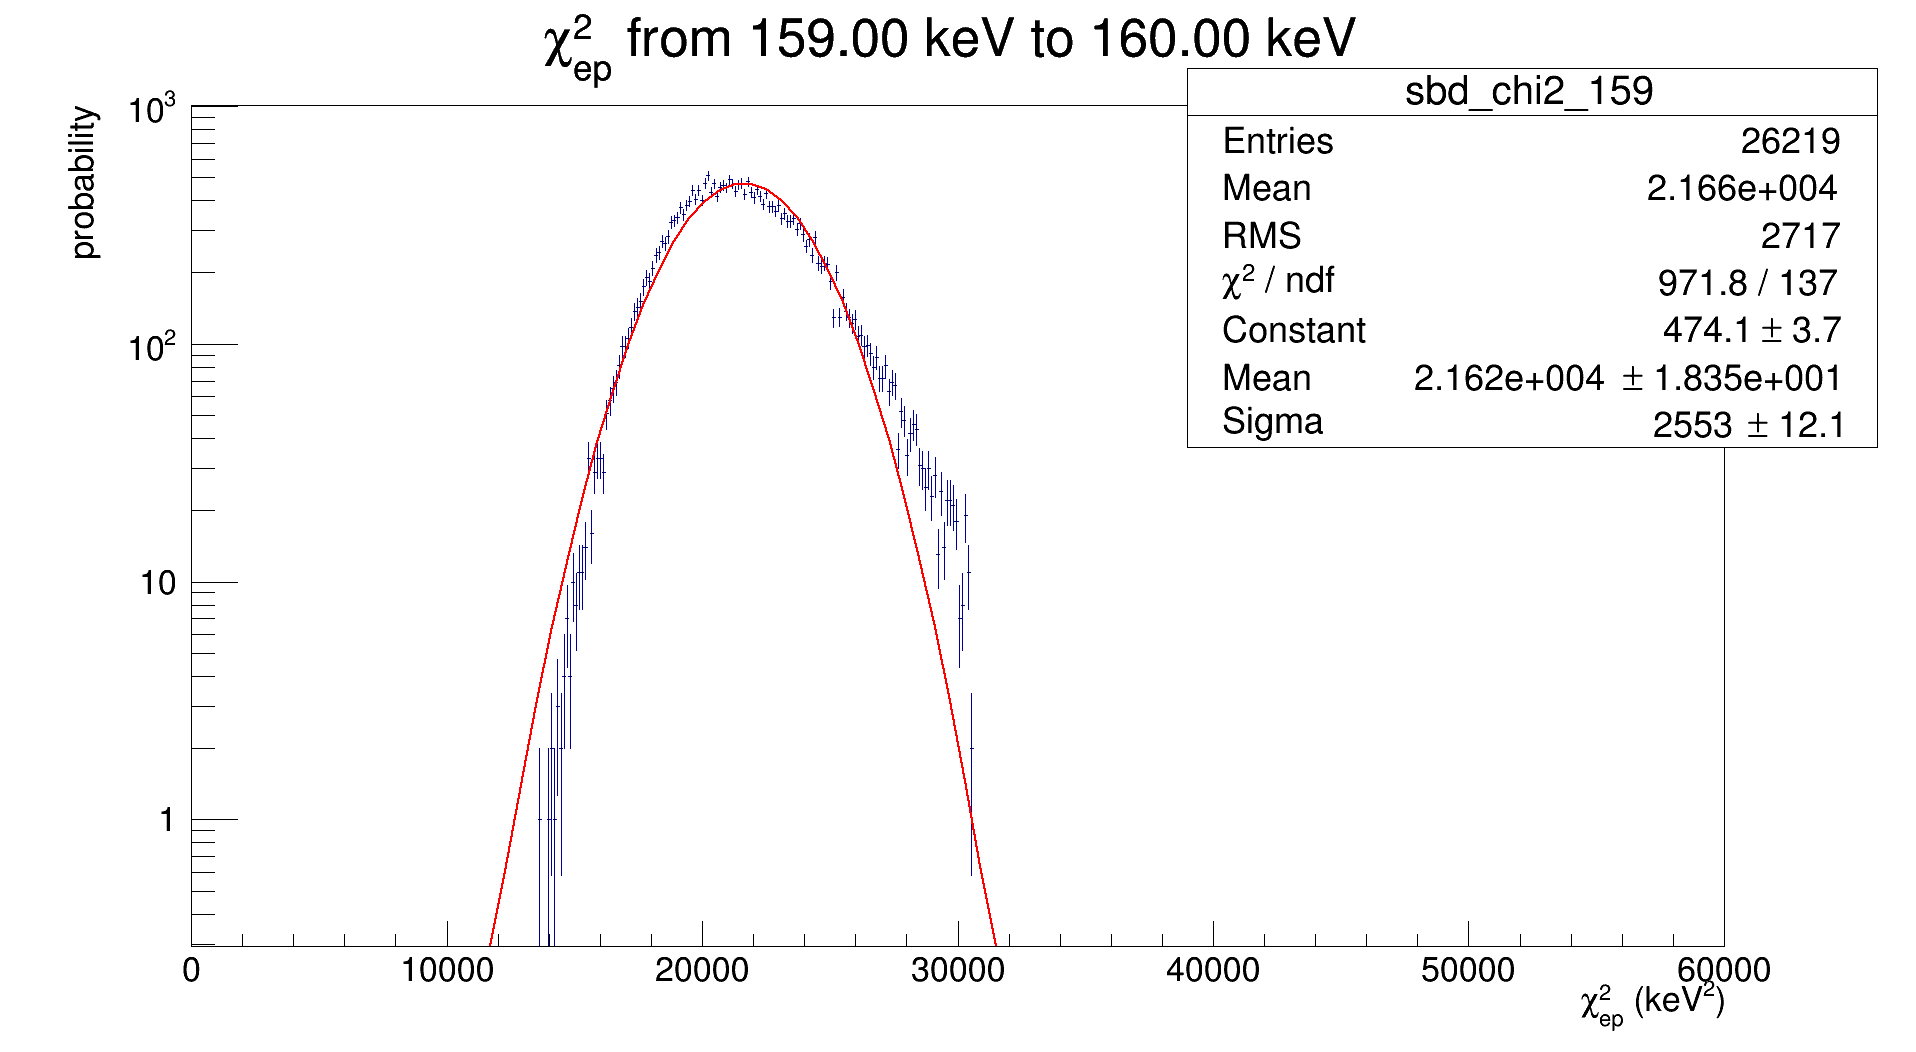 χ²ep from 159.00 keV to 160.00 keV
sbd_chi2_159
Entries 26219
Mean 2.166e+004
RMS 2717
χ² / ndf 971.8 / 137
Constant 474.1 ± 3.7
Mean 2.162e+004 ± 1.835e+001
Sigma 2553 ± 12.1
probability
10³
10²
10
1
0 10000 20000 30000 40000 50000 60000
χ²ep (keV²)